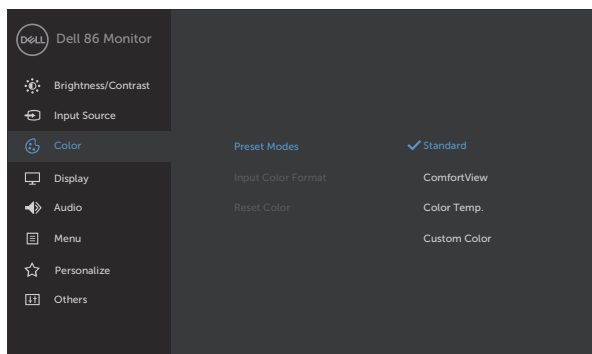 DELL Dell 86 Monitor
Brightness/Contrast
Input Source
Color Preset Modes Standard
Display Input Color Format ComfortView
Audio Reset Color Color Temp.
Menu Custom Color
Personalize
Others